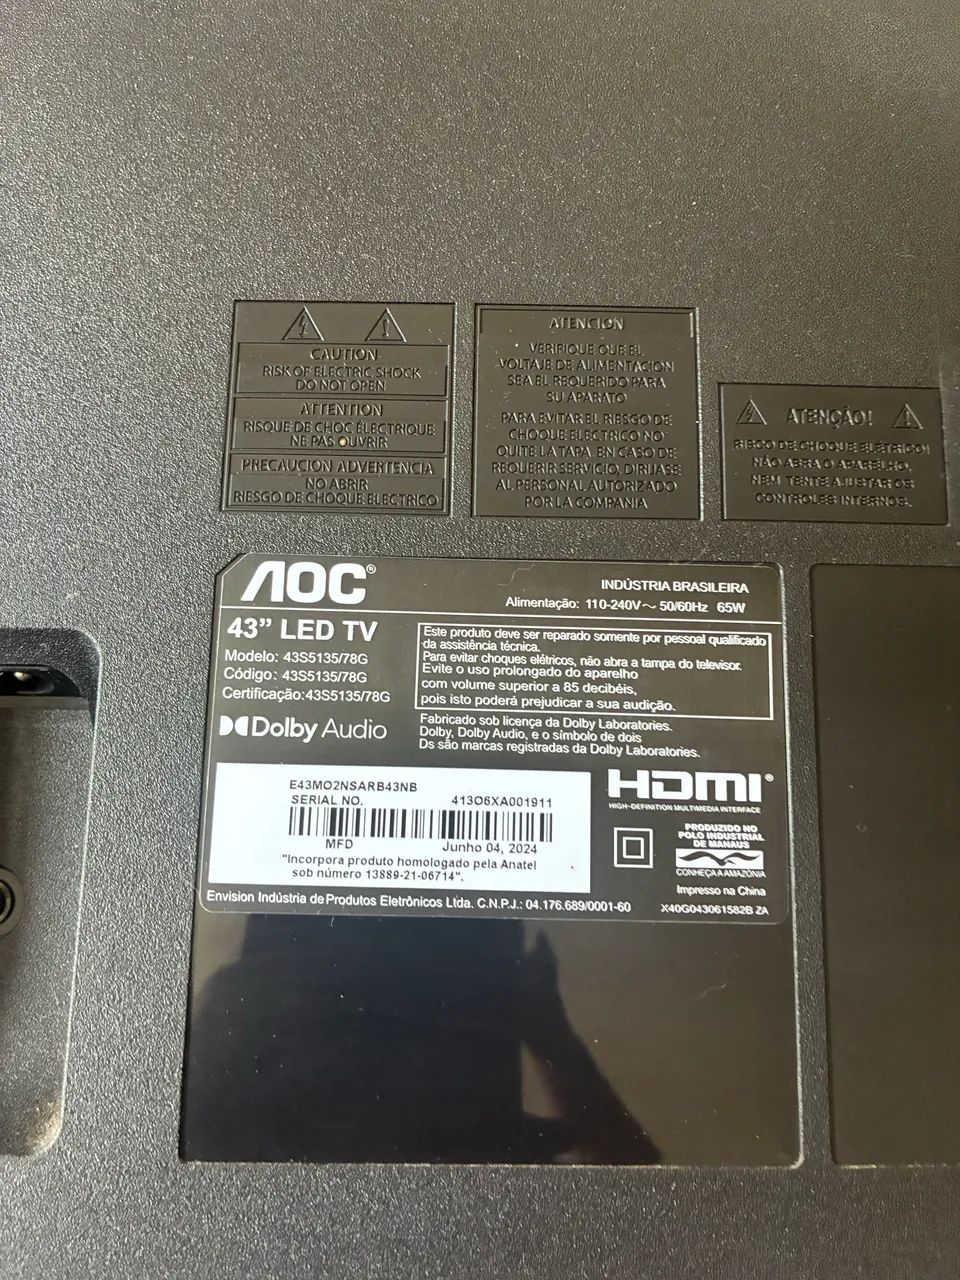 CAUTION
RISK OF ELECTRIC SHOCK
DO NOT OPEN
ATTENTION
RISQUE DE CHOC ÉLECTRIQUE
NE PAS OUVRIR
PRECAUCION ADVERTENCIA
NO ABRIR
RIESGO DE CHOQUE ELECTRICO
ATENCION
VERIFIQUE QUE EL
VOLTAJE DE ALIMENTACION
SEA EL REQUERIDO PARA
SU APARATO
PARA EVITAR EL RIESGO DE
CHOQUE ELECTRICO NO
QUITE LA TAPA EN CASO DE
REQUERIR SERVICIO, DIRIJASE
AL PERSONAL AUTORIZADO
POR LA COMPANIA
ATENÇÃO!
RISCO DE CHOQUE ELÉTRICO!
NÃO ABRA O APARELHO,
NEM TENTE AJUSTAR OS
CONTROLES INTERNOS.
AOC®
INDÚSTRIA BRASILEIRA
Alimentação: 110-240V～ 50/60Hz 65W
43” LED TV
Modelo: 43S5135/78G
Código: 43S5135/78G
Certificação:43S5135/78G
Dolby Audio
Este produto deve ser reparado somente por pessoal qualificado
da assistência técnica.
Para evitar choques elétricos, não abra a tampa do televisor.
Evite o uso prolongado do aparelho
com volume superior a 85 decibéis,
pois isto poderá prejudicar a sua audição.
Fabricado sob licença da Dolby Laboratories.
Dolby, Dolby Audio, e o símbolo de dois
Ds são marcas registradas da Dolby Laboratories.
E43MO2NSARB43NB
SERIAL NO. 413O6XA001911
MFD Junho 04, 2024
"Incorpora produto homologado pela Anatel
sob número 13889-21-06714".
HDMI®
HIGH-DEFINITION MULTIMEDIA INTERFACE
PRODUZIDO NO
POLO INDUSTRIAL
DE MANAUS
CONHEÇA A AMAZÔNIA
Impresso na China
Envision Indústria de Produtos Eletrônicos Ltda. C.N.P.J.: 04.176.689/0001-60
X40G043061582B ZA